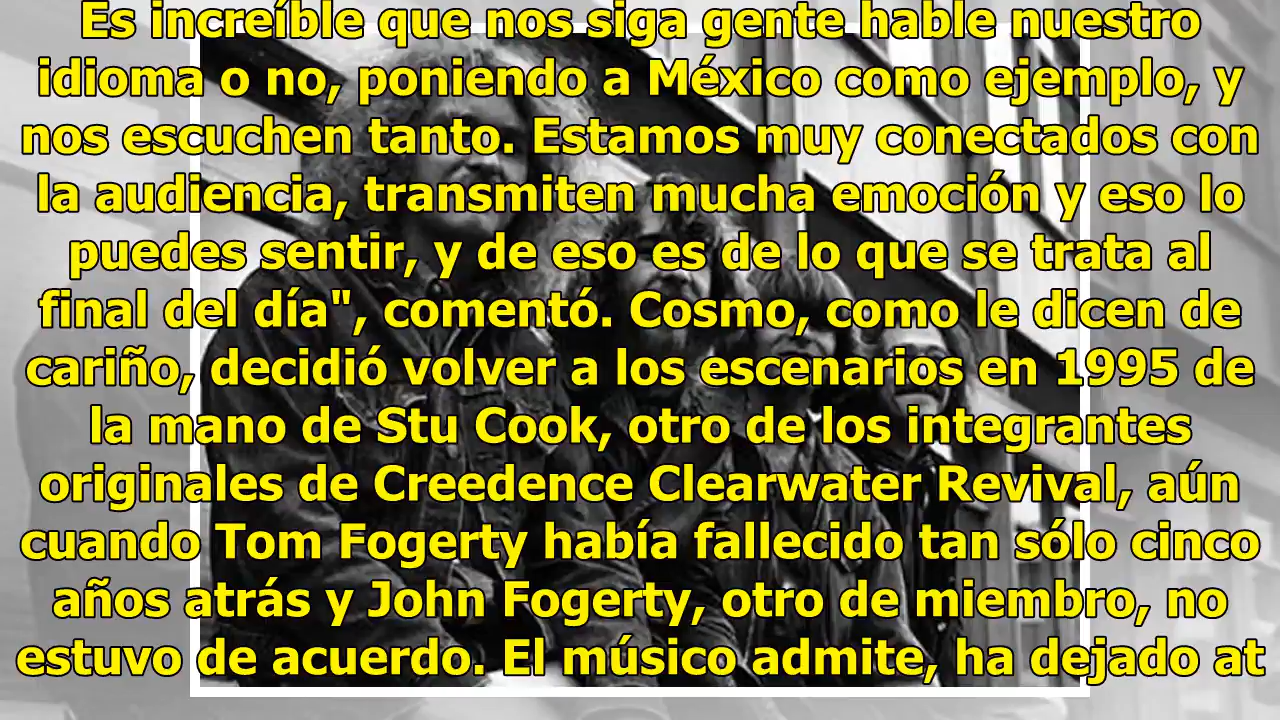 Es increíble que nos siga gente hable nuestro
idioma o no, poniendo a México como ejemplo, y
nos escuchen tanto. Estamos muy conectados con
la audiencia, transmiten mucha emoción y eso lo
puedes sentir, y de eso es de lo que se trata al
final del día", comentó. Cosmo, como le dicen de
cariño, decidió volver a los escenarios en 1995 de
la mano de Stu Cook, otro de los integrantes
originales de Creedence Clearwater Revival, aún
cuando Tom Fogerty había fallecido tan sólo cinco
años atrás y John Fogerty, otro de miembro, no
estuvo de acuerdo. El músico admite, ha dejado at